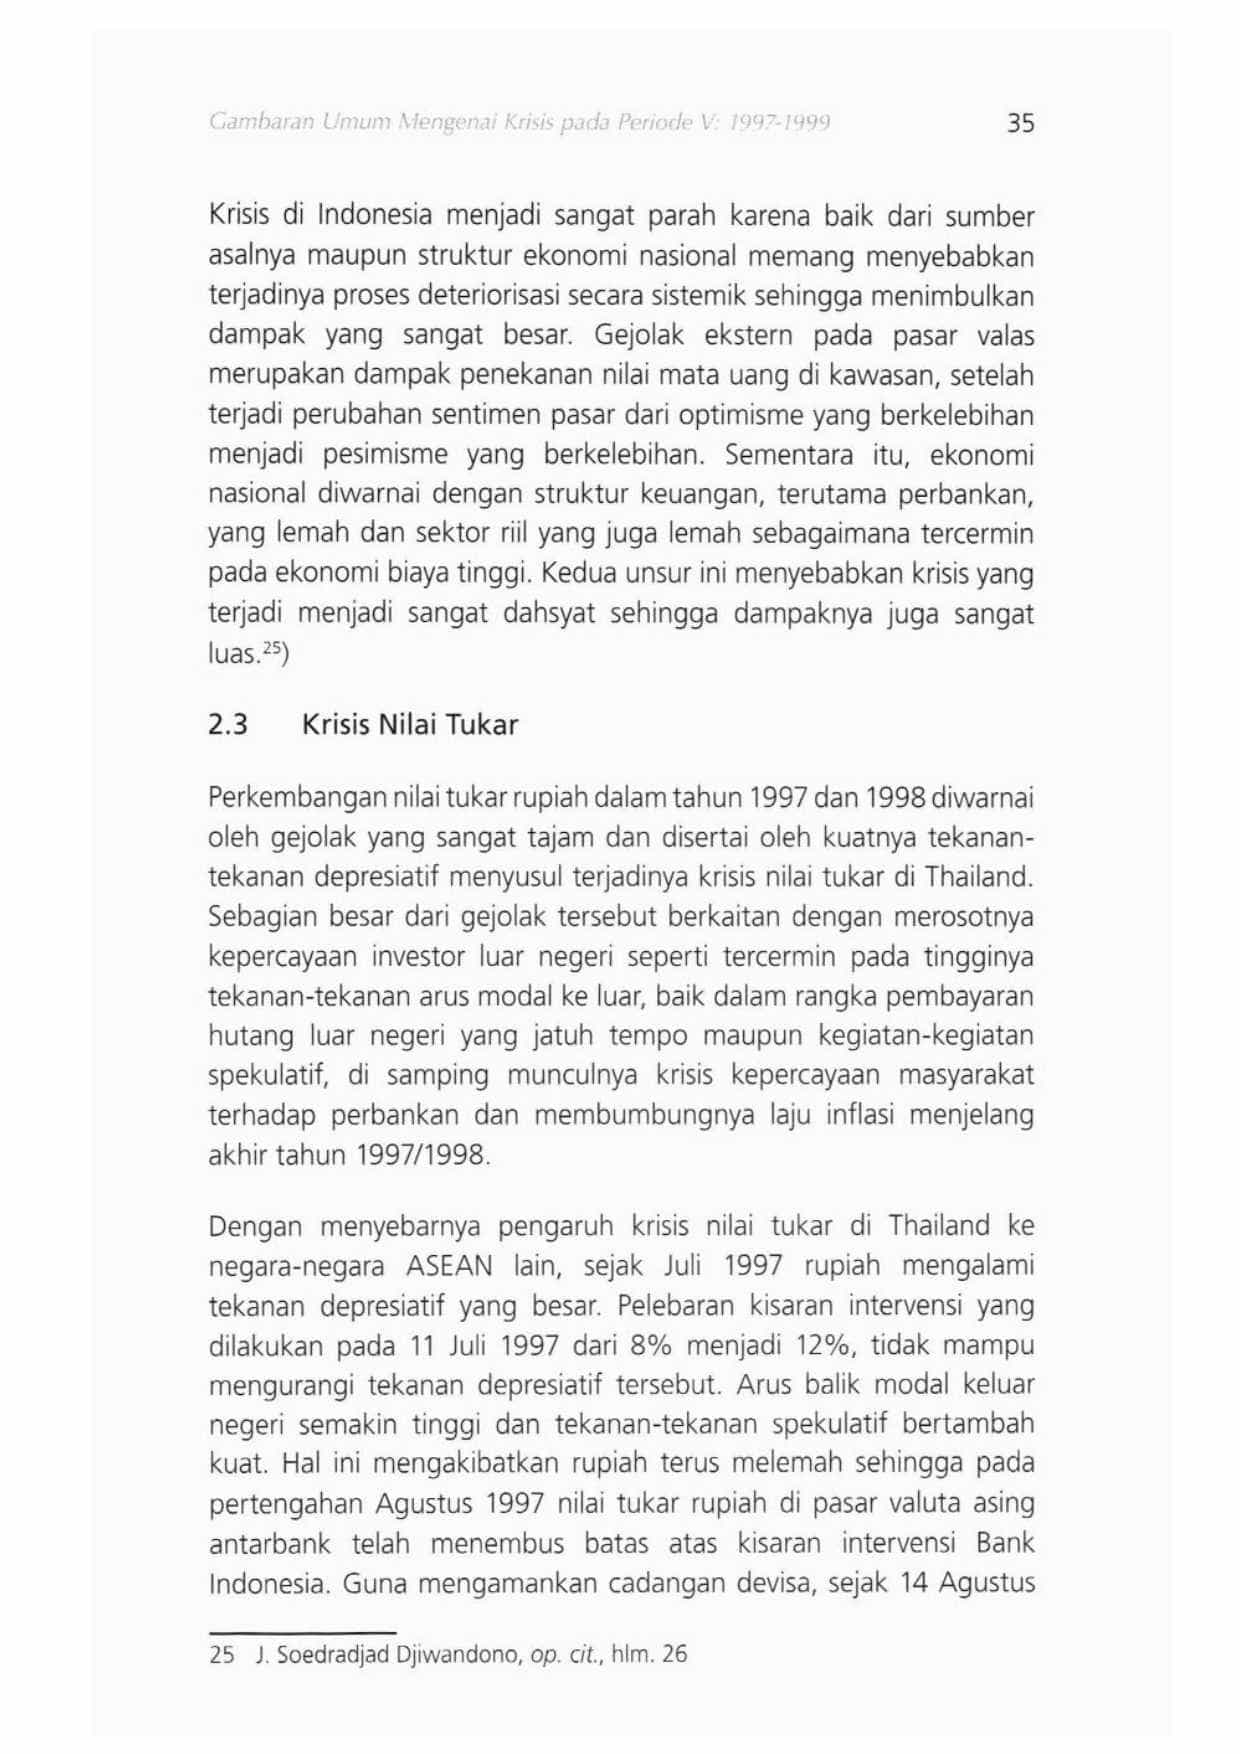 Gambaran Umum Mengenai Krisis pada Periode V: 1997-1999 35
Krisis di Indonesia menjadi sangat parah karena baik dari sumber
asalnya maupun struktur ekonomi nasional memang menyebabkan
terjadinya proses deteriorisasi secara sistemik sehingga menimbulkan
dampak yang sangat besar. Gejolak ekstern pada pasar valas
merupakan dampak penekanan nilai mata uang di kawasan, setelah
terjadi perubahan sentimen pasar dari optimisme yang berkelebihan
menjadi pesimisme yang berkelebihan. Sementara itu, ekonomi
nasional diwarnai dengan struktur keuangan, terutama perbankan,
yang lemah dan sektor riil yang juga lemah sebagaimana tercermin
pada ekonomi biaya tinggi. Kedua unsur ini menyebabkan krisis yang
terjadi menjadi sangat dahsyat sehingga dampaknya juga sangat
luas.²⁵)
2.3 Krisis Nilai Tukar
Perkembangan nilai tukar rupiah dalam tahun 1997 dan 1998 diwarnai
oleh gejolak yang sangat tajam dan disertai oleh kuatnya tekanan-
tekanan depresiatif menyusul terjadinya krisis nilai tukar di Thailand.
Sebagian besar dari gejolak tersebut berkaitan dengan merosotnya
kepercayaan investor luar negeri seperti tercermin pada tingginya
tekanan-tekanan arus modal ke luar, baik dalam rangka pembayaran
hutang luar negeri yang jatuh tempo maupun kegiatan-kegiatan
spekulatif, di samping munculnya krisis kepercayaan masyarakat
terhadap perbankan dan membumbungnya laju inflasi menjelang
akhir tahun 1997/1998.
Dengan menyebarnya pengaruh krisis nilai tukar di Thailand ke
negara-negara ASEAN lain, sejak Juli 1997 rupiah mengalami
tekanan depresiatif yang besar. Pelebaran kisaran intervensi yang
dilakukan pada 11 Juli 1997 dari 8% menjadi 12%, tidak mampu
mengurangi tekanan depresiatif tersebut. Arus balik modal keluar
negeri semakin tinggi dan tekanan-tekanan spekulatif bertambah
kuat. Hal ini mengakibatkan rupiah terus melemah sehingga pada
pertengahan Agustus 1997 nilai tukar rupiah di pasar valuta asing
antarbank telah menembus batas atas kisaran intervensi Bank
Indonesia. Guna mengamankan cadangan devisa, sejak 14 Agustus
25 J. Soedradjad Djiwandono, op. cit., hlm. 26